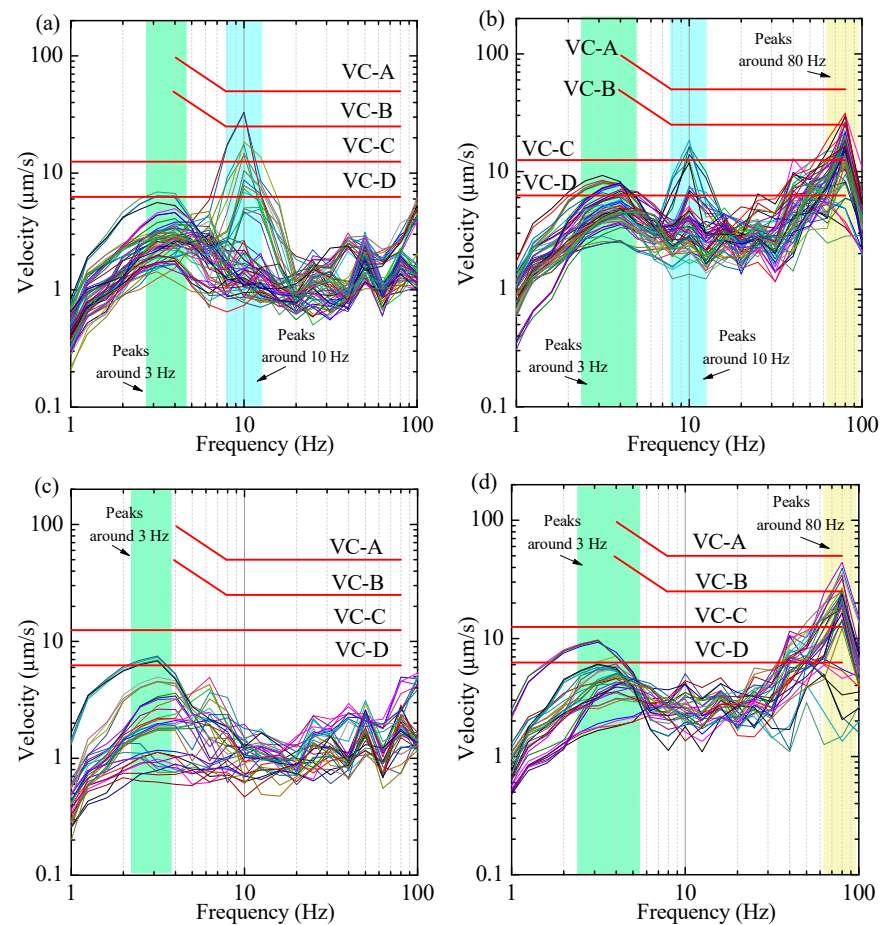 (a)
100
10
1
0.1
Velocity (μm/s)
VC-A
VC-B
VC-C
VC-D
Peaks
around 3 Hz
Peaks
around 10 Hz
1
10
100
Frequency (Hz)
(b)
100
10
1
0.1
Velocity (μm/s)
VC-A
VC-B
VC-C
VC-D
Peaks
around 80 Hz
Peaks
around 3 Hz
Peaks
around 10 Hz
1
10
100
Frequency (Hz)
(c)
100
10
1
0.1
Velocity (μm/s)
Peaks
around 3 Hz
VC-A
VC-B
VC-C
VC-D
1
10
100
Frequency (Hz)
(d)
100
10
1
0.1
Velocity (μm/s)
Peaks
around 3 Hz
Peaks
around 80 Hz
VC-A
VC-B
VC-C
VC-D
1
10
100
Frequency (Hz)